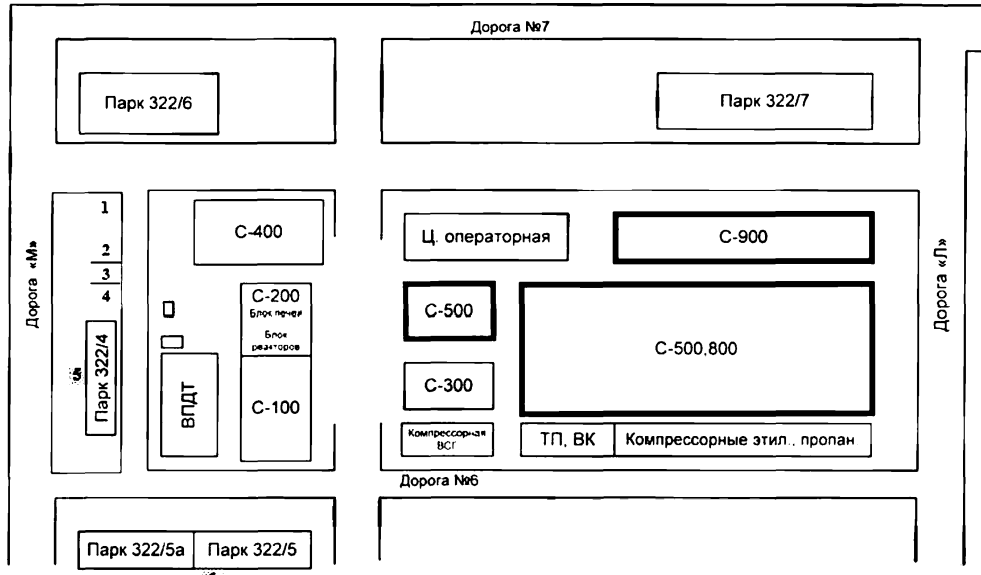 Дорога №7
Парк 322/6
Парк 322/7
Дорога «М»
1
2
3
4
Парк 322/4
С-400
С-200
Блок печей
Блок
реакторов
ВПДТ
С-100
Ц. операторная
С-900
С-500
С-500,800
С-300
Компрессорная
ВСГ
ТП, ВК
Компрессорные этил., пропан
Дорога «Л»
Дорога №6
Парк 322/5а
Парк 322/5